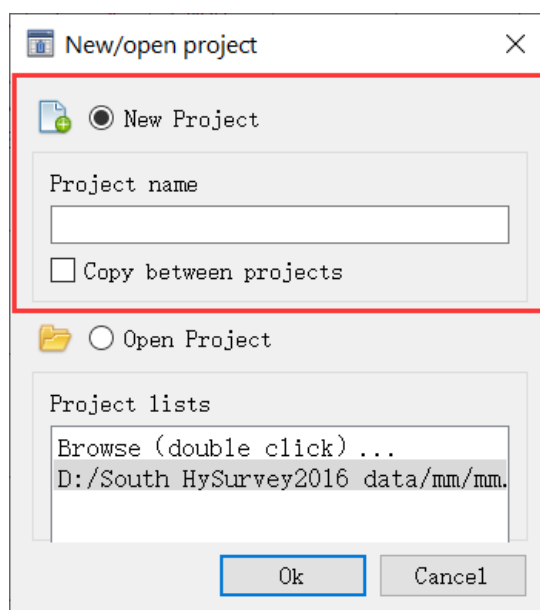 New/open project
New Project
Project name
Copy between projects
Open Project
Project lists
Browse (double click)...
D:/South HySurvey2016 data/mm/mm.
Ok
Cancel